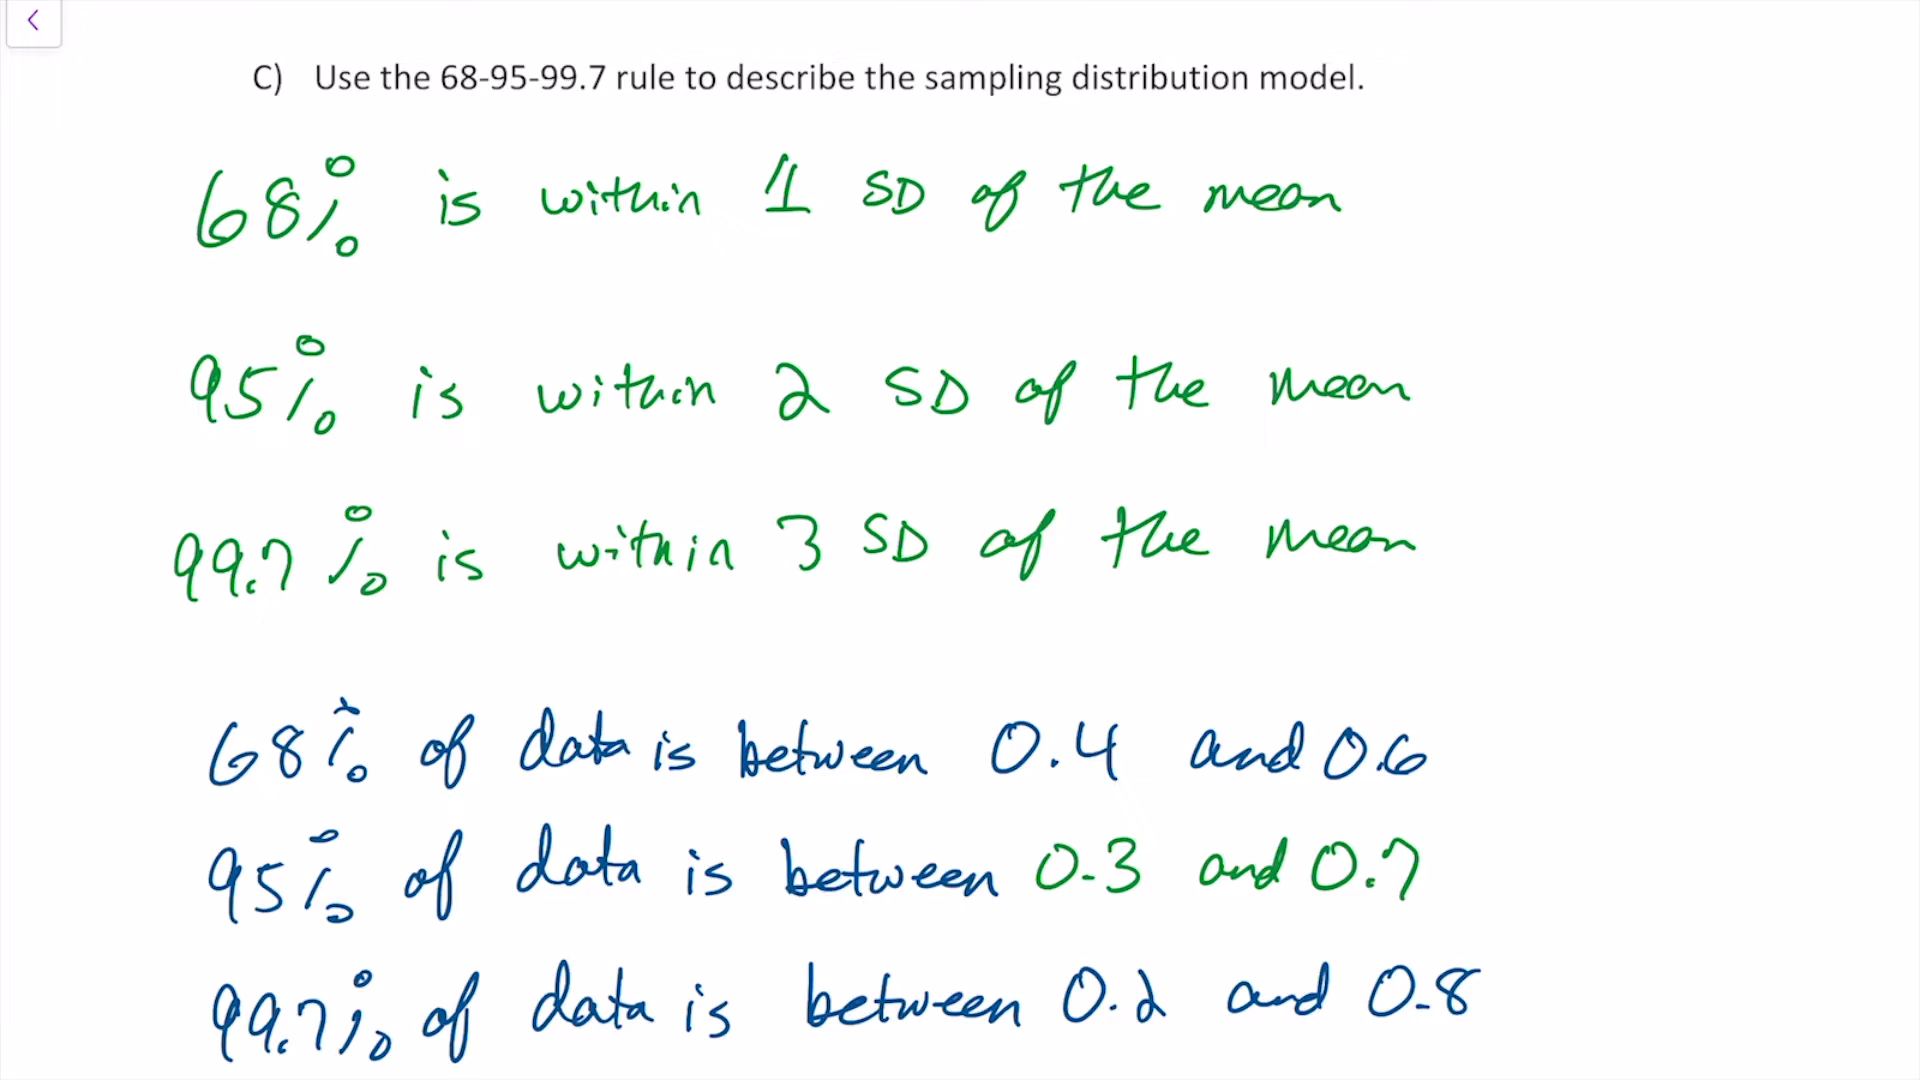 C) Use the 68-95-99.7 rule to describe the sampling distribution model.
68% is within 1 SD of the mean
95% is within 2 SD of the mean
99.7% is within 3 SD of the mean
68% of data is between 0.4 and 0.6
95% of data is between 0.3 and 0.7
99.7% of data is between 0.2 and 0.8